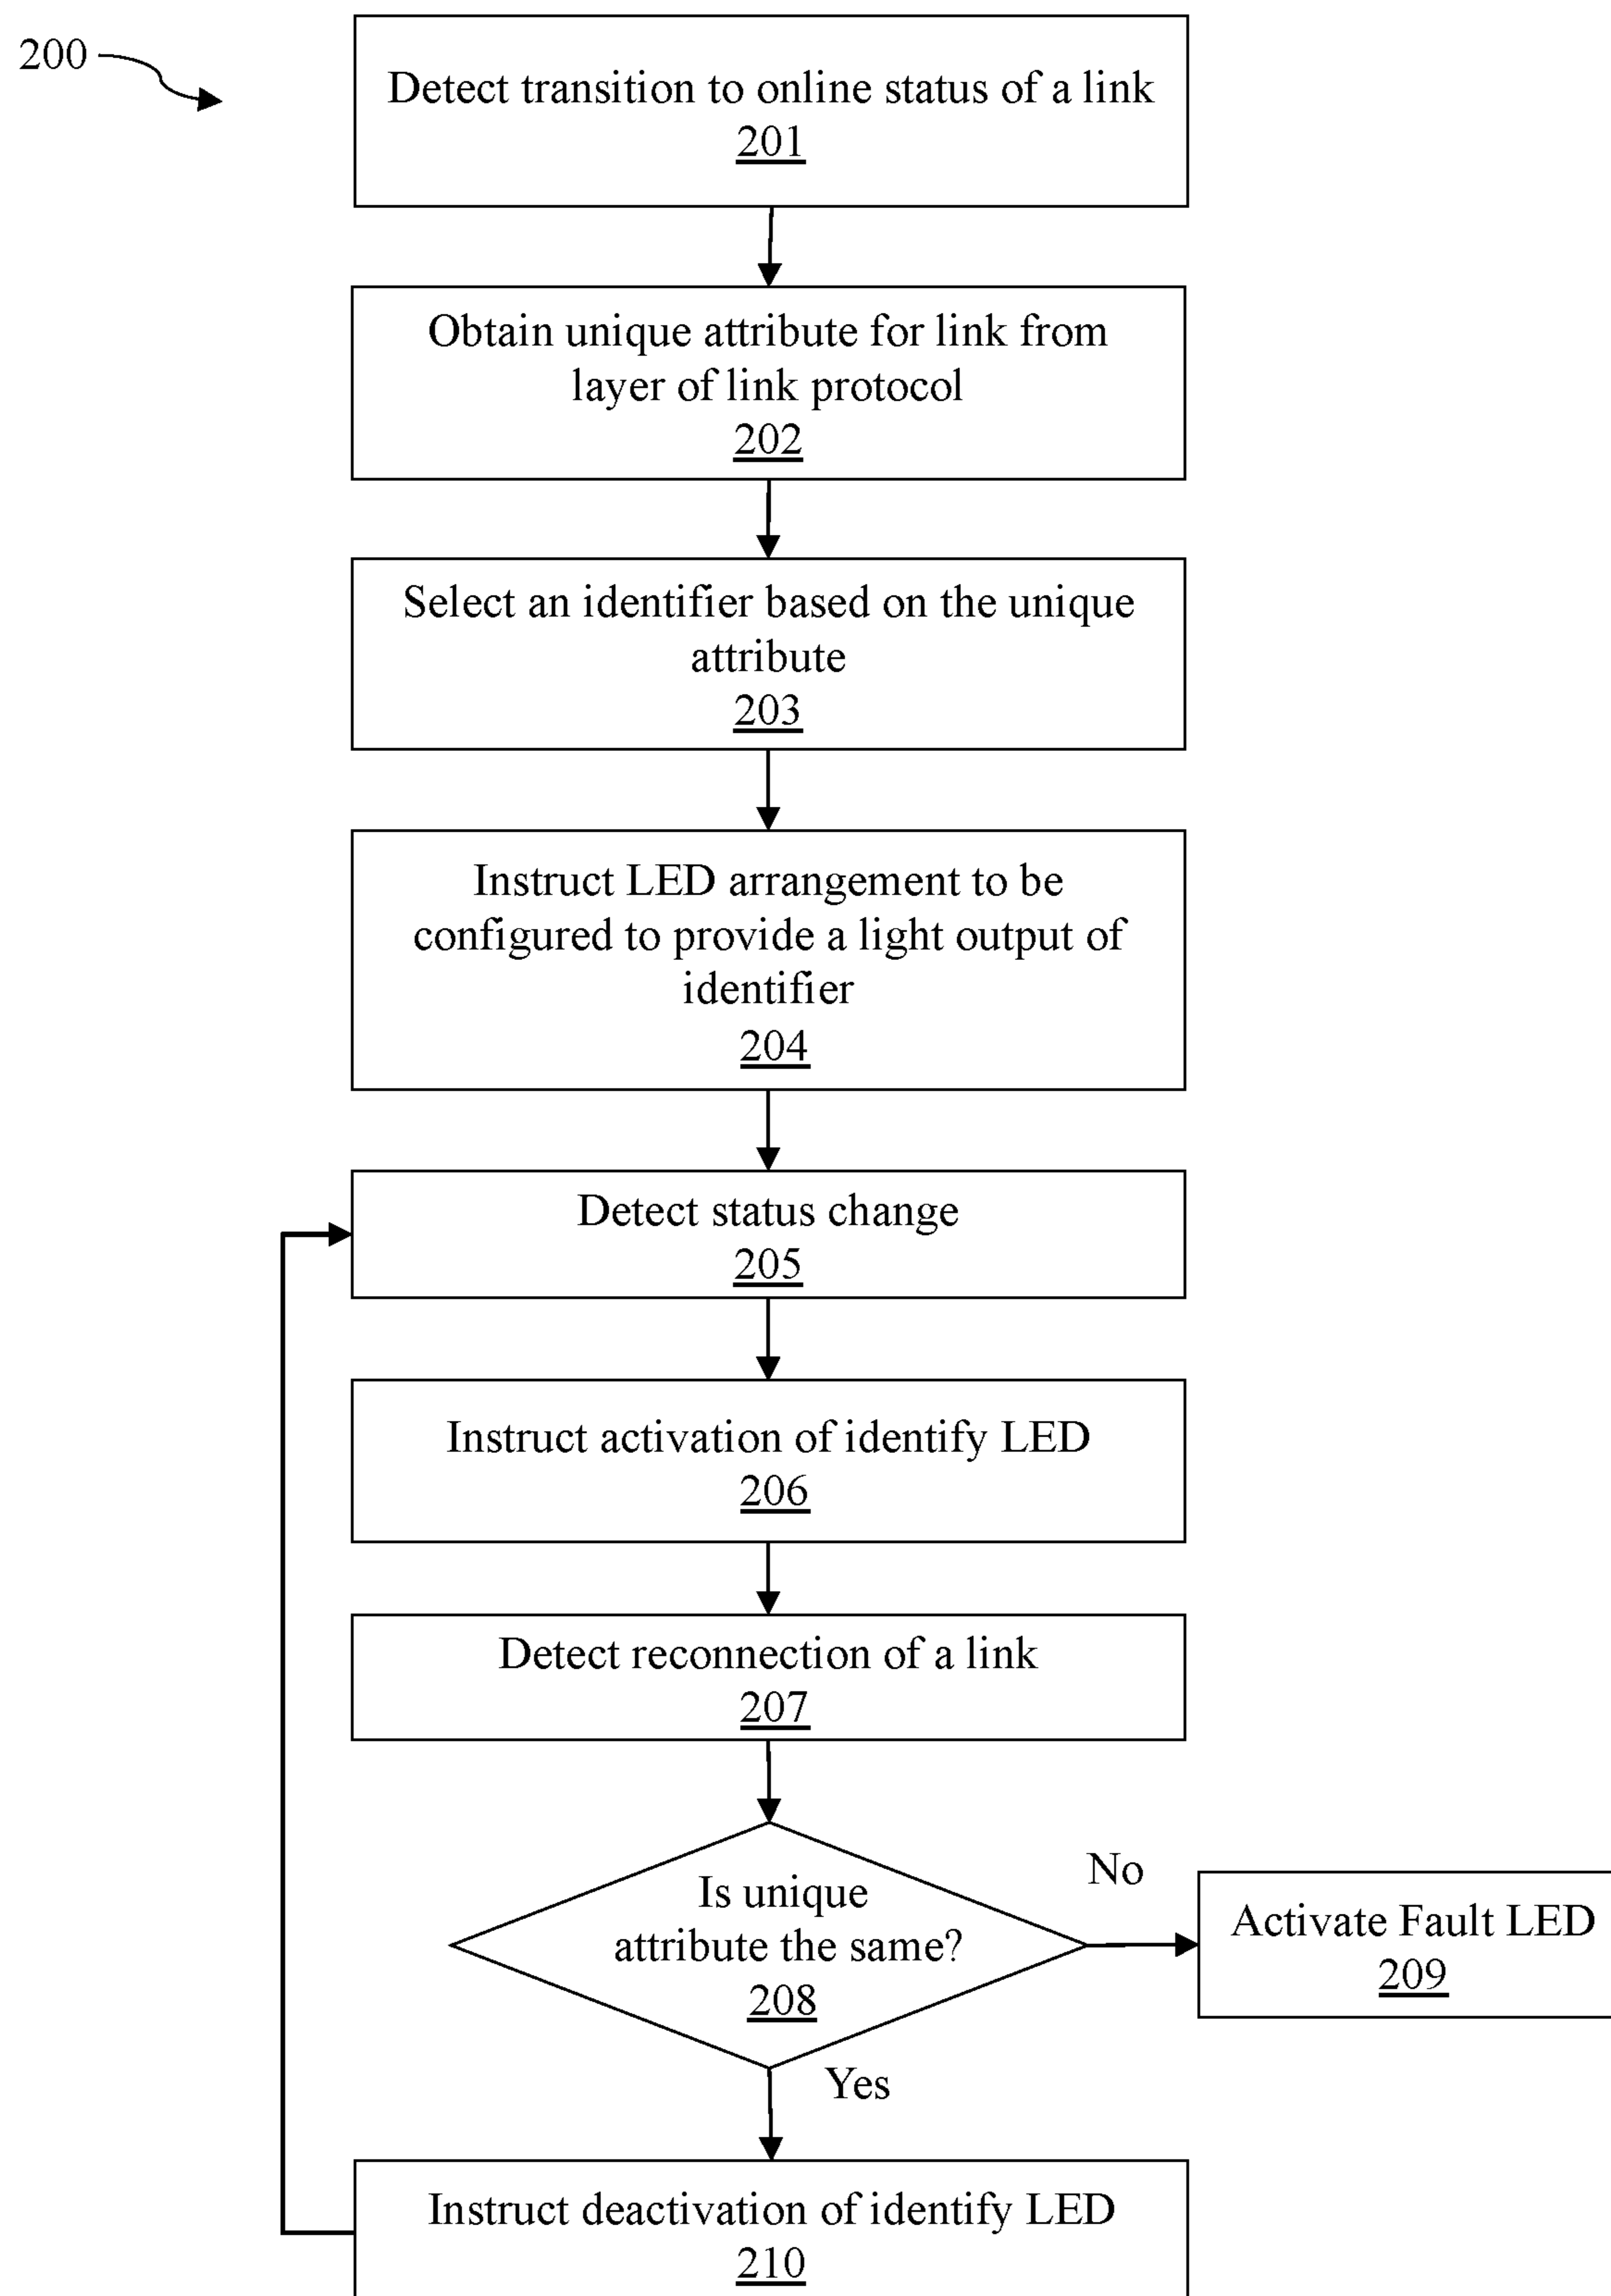 200
Detect transition to online status of a link
201
Obtain unique attribute for link from
layer of link protocol
202
Select an identifier based on the unique
attribute
203
Instruct LED arrangement to be
configured to provide a light output of
identifier
204
Detect status change
205
Instruct activation of identify LED
206
Detect reconnection of a link
207
Is unique
attribute the same?
208
No
Activate Fault LED
209
Yes
Instruct deactivation of identify LED
210